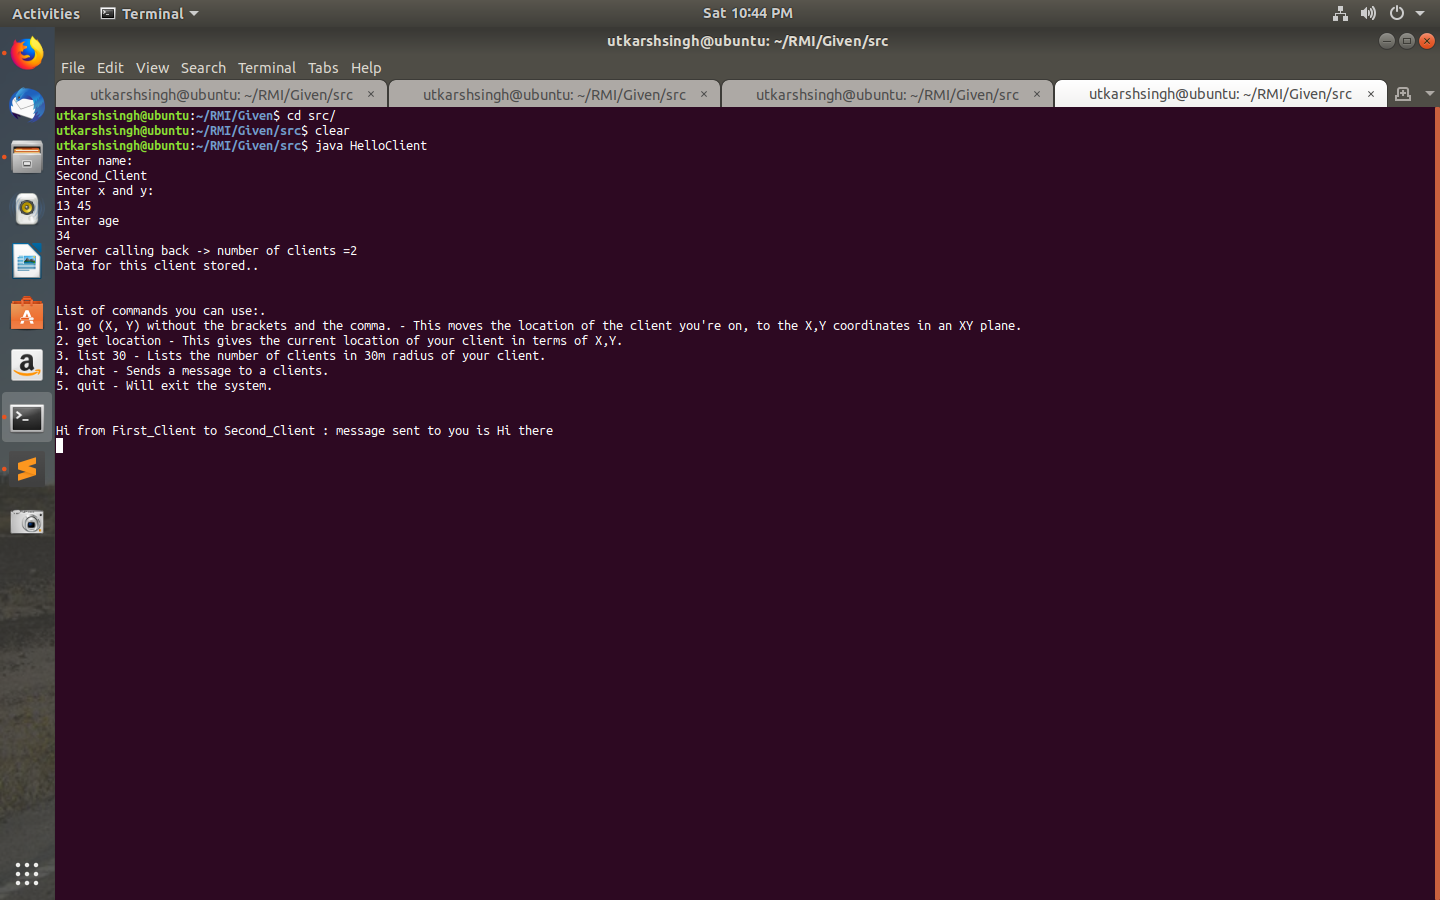 Activities Terminal Sat 10:44 PM
utkarshsingh@ubuntu: ~/RMI/Given/src
File Edit View Search Terminal Tabs Help
utkarshsingh@ubuntu: ~/RMI/Given/src × utkarshsingh@ubuntu: ~/RMI/Given/src × utkarshsingh@ubuntu: ~/RMI/Given/src × utkarshsingh@ubuntu: ~/RMI/Given/src ×
utkarshsingh@ubuntu:~/RMI/Given$ cd src/
utkarshsingh@ubuntu:~/RMI/Given/src$ clear
utkarshsingh@ubuntu:~/RMI/Given/src$ java HelloClient
Enter name:
Second_Client
Enter x and y:
13 45
Enter age
34
Server calling back -> number of clients =2
Data for this client stored..
List of commands you can use:.
1. go (X, Y) without the brackets and the comma. - This moves the location of the client you're on, to the X,Y coordinates in an XY plane.
2. get location - This gives the current location of your client in terms of X,Y.
3. list 30 - Lists the number of clients in 30m radius of your client.
4. chat - Sends a message to a clients.
5. quit - Will exit the system.
Hi from First_Client to Second_Client : message sent to you is Hi there